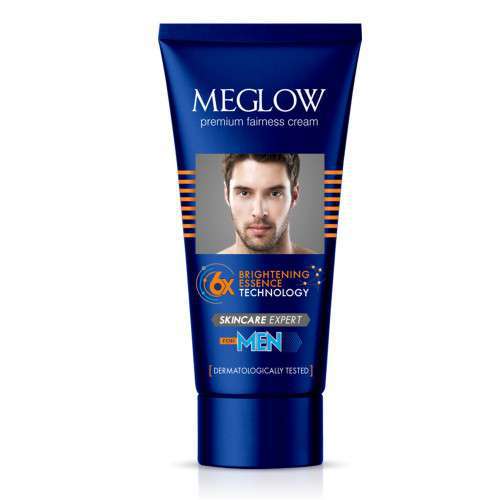 MEGLOW
premium fairness cream
6X
BRIGHTENING
ESSENCE
TECHNOLOGY
SKINCARE EXPERT
FOR MEN
[DERMATOLOGICALLY TESTED]